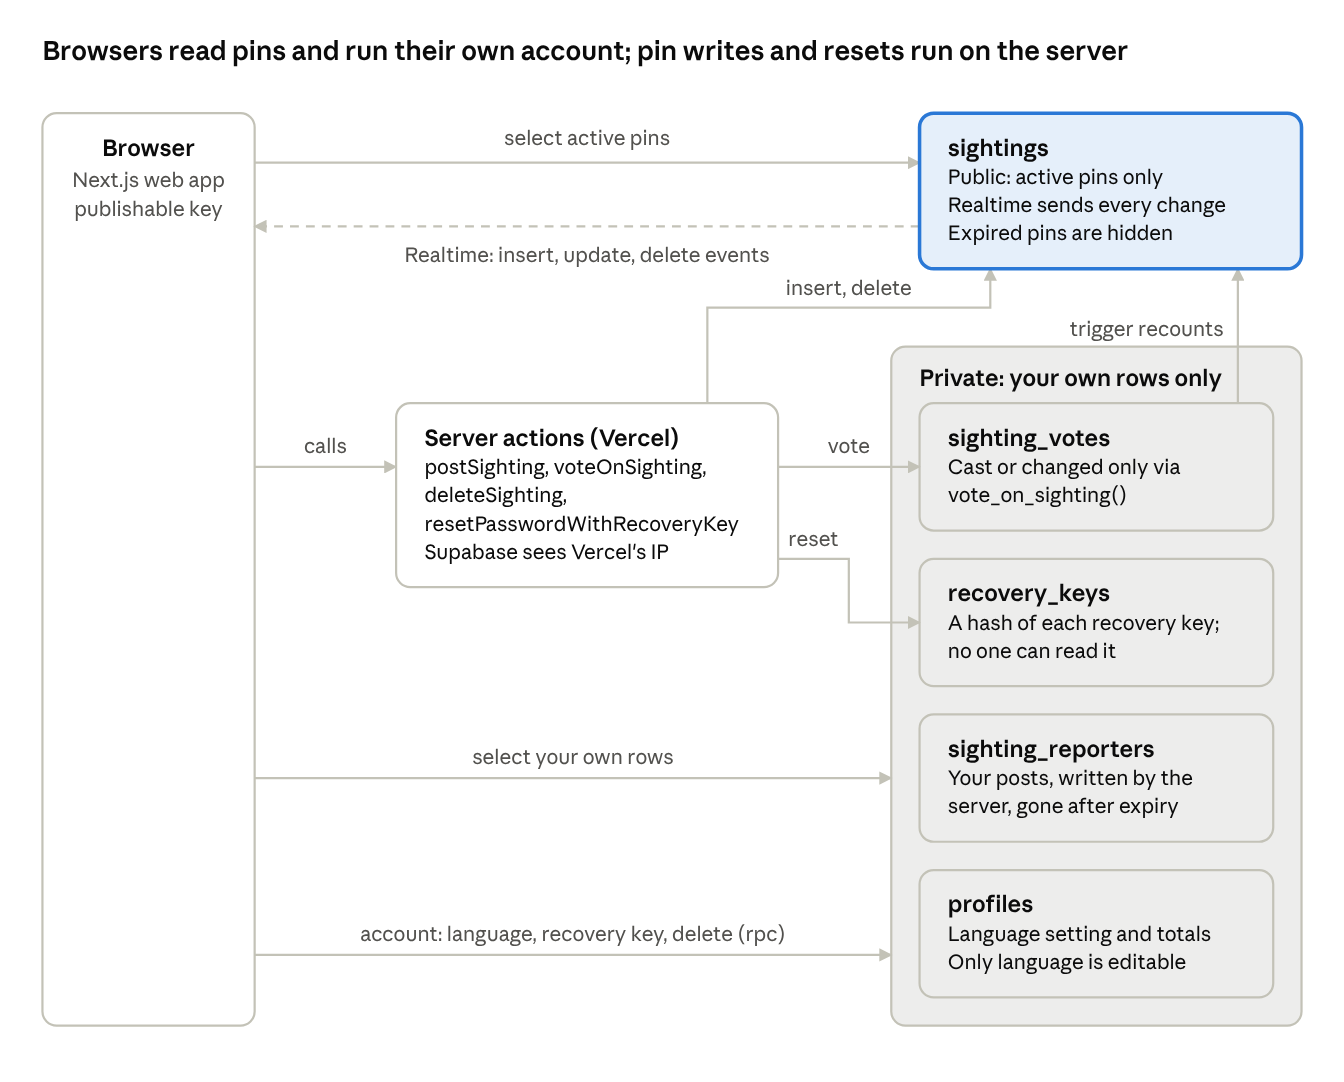 Browsers read pins and run their own account; pin writes and resets run on the server
Browser
Next.js web app
publishable key
select active pins
sightings
Public: active pins only
Realtime sends every change
Expired pins are hidden
Realtime: insert, update, delete events
insert, delete
trigger recounts
Private: your own rows only
calls
Server actions (Vercel)
postSighting, voteOnSighting,
deleteSighting,
resetPasswordWithRecoveryKey
Supabase sees Vercel's IP
vote
sighting_votes
Cast or changed only via
vote_on_sighting()
reset
recovery_keys
A hash of each recovery key;
no one can read it
select your own rows
sighting_reporters
Your posts, written by the
server, gone after expiry
account: language, recovery key, delete (rpc)
profiles
Language setting and totals
Only language is editable